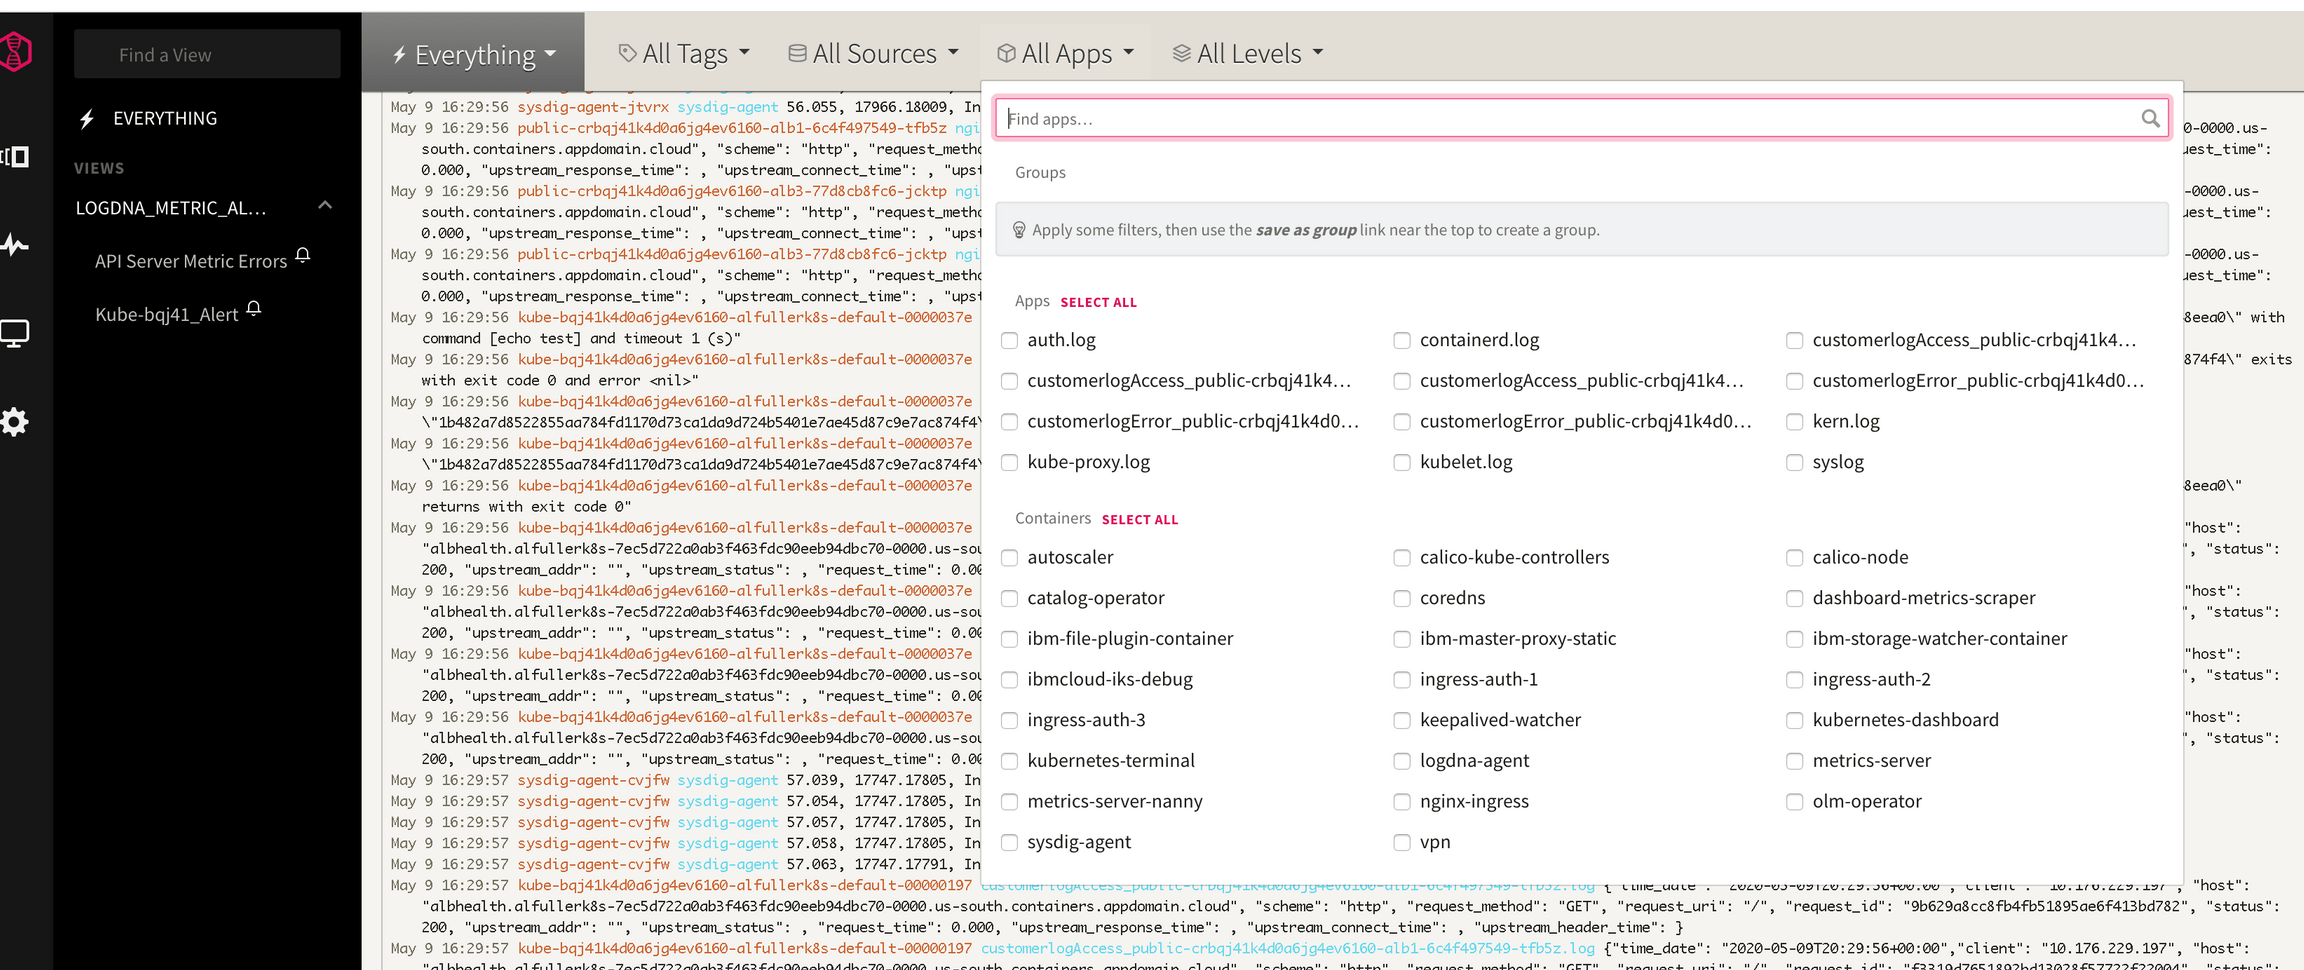 Find a View
EVERYTHING
VIEWS
LOGDNA_METRIC_AL...
API Server Metric Errors
Kube-bqj41_Alert
Everything
All Tags
All Sources
All Apps
All Levels
May 9 16:29:56 sysdig-agent-jtvrx sysdig-agent 56.055, 17966.18009, In
May 9 16:29:56 public-crbqj41k4d0a6jg4ev6160-alb1-6c4f497549-tfb5z ngi
south.containers.appdomain.cloud", "scheme": "http", "request_metho
0.000, "upstream_response_time": , "upstream_connect_time": , "upst
May 9 16:29:56 public-crbqj41k4d0a6jg4ev6160-alb3-77d8cb8fc6-jcktp ngi
south.containers.appdomain.cloud", "scheme": "http", "request_metho
0.000, "upstream_response_time": , "upstream_connect_time": , "upst
May 9 16:29:56 public-crbqj41k4d0a6jg4ev6160-alb3-77d8cb8fc6-jcktp ngi
south.containers.appdomain.cloud", "scheme": "http", "request_metho
0.000, "upstream_response_time": , "upstream_connect_time": , "upst
May 9 16:29:56 kube-bqj41k4d0a6jg4ev6160-alfullerk8s-default-0000037e
command [echo test] and timeout 1 (s)"
May 9 16:29:56 kube-bqj41k4d0a6jg4ev6160-alfullerk8s-default-0000037e
with exit code 0 and error <nil>"
May 9 16:29:56 kube-bqj41k4d0a6jg4ev6160-alfullerk8s-default-0000037e
\"1b482a7d8522855aa784fd1170d73ca1da9d724b5401e7ae45d87c9e7ac874f4\
May 9 16:29:56 kube-bqj41k4d0a6jg4ev6160-alfullerk8s-default-0000037e
\"1b482a7d8522855aa784fd1170d73ca1da9d724b5401e7ae45d87c9e7ac874f4\
May 9 16:29:56 kube-bqj41k4d0a6jg4ev6160-alfullerk8s-default-0000037e
returns with exit code 0"
May 9 16:29:56 kube-bqj41k4d0a6jg4ev6160-alfullerk8s-default-0000037e
"albhealth.alfullerk8s-7ec5d722a0ab3f463fdc90eeb94dbc70-0000.us-sou
200, "upstream_addr": "", "upstream_status": , "request_time": 0.00
May 9 16:29:56 kube-bqj41k4d0a6jg4ev6160-alfullerk8s-default-0000037e
"albhealth.alfullerk8s-7ec5d722a0ab3f463fdc90eeb94dbc70-0000.us-sou
200, "upstream_addr": "", "upstream_status": , "request_time": 0.00
May 9 16:29:56 kube-bqj41k4d0a6jg4ev6160-alfullerk8s-default-0000037e
"albhealth.alfullerk8s-7ec5d722a0ab3f463fdc90eeb94dbc70-0000.us-sou
200, "upstream_addr": "", "upstream_status": , "request_time": 0.00
May 9 16:29:56 kube-bqj41k4d0a6jg4ev6160-alfullerk8s-default-0000037e
"albhealth.alfullerk8s-7ec5d722a0ab3f463fdc90eeb94dbc70-0000.us-sou
200, "upstream_addr": "", "upstream_status": , "request_time": 0.00
May 9 16:29:57 sysdig-agent-cvjfw sysdig-agent 57.039, 17747.17805, In
May 9 16:29:57 sysdig-agent-cvjfw sysdig-agent 57.054, 17747.17805, In
May 9 16:29:57 sysdig-agent-cvjfw sysdig-agent 57.057, 17747.17805, In
May 9 16:29:57 sysdig-agent-cvjfw sysdig-agent 57.058, 17747.17805, In
May 9 16:29:57 sysdig-agent-cvjfw sysdig-agent 57.063, 17747.17791, In
Find apps...
Groups
Apply some filters, then use the save as group link near the top to create a group.
Apps SELECT ALL
auth.log containerd.log customerlogAccess_public-crbqj41k4...
customerlogAccess_public-crbqj41k4... customerlogAccess_public-crbqj41k4... customerlogError_public-crbqj41k4d0...
customerlogError_public-crbqj41k4d0... customerlogError_public-crbqj41k4d0... kern.log
kube-proxy.log kubelet.log syslog
Containers SELECT ALL
autoscaler calico-kube-controllers calico-node
catalog-operator coredns dashboard-metrics-scraper
ibm-file-plugin-container ibm-master-proxy-static ibm-storage-watcher-container
ibmcloud-iks-debug ingress-auth-1 ingress-auth-2
ingress-auth-3 keepalived-watcher kubernetes-dashboard
kubernetes-terminal logdna-agent metrics-server
metrics-server-nanny nginx-ingress olm-operator
sysdig-agent vpn
0-0000.us-
uest_time":
-0000.us-
uest_time":
-0000.us-
uest_time":
8eea0\" with
874f4\" exits
8eea0\"
"host":
", "status":
"host":
", "status":
"host":
", "status":
"host":
", "status":
May 9 16:29:57 kube-bqj41k4d0a6jg4ev6160-alfullerk8s-default-00000197 customerlogAccess_public-crbqj41k4d0a6jg4ev6160-alb1-6c4f497549-tfb5z.log {"time_date": "2020-05-09T20:29:56+00:00","client": "10.176.229.197", "host":
"albhealth.alfullerk8s-7ec5d722a0ab3f463fdc90eeb94dbc70-0000.us-south.containers.appdomain.cloud", "scheme": "http", "request_method": "GET", "request_uri": "/", "request_id": "9b629a8cc8fb4fb51895ae6f413bd782", "status":
200, "upstream_addr": "", "upstream_status": , "request_time": 0.000, "upstream_response_time": , "upstream_connect_time": , "upstream_header_time": }
May 9 16:29:57 kube-bqj41k4d0a6jg4ev6160-alfullerk8s-default-00000197 customerlogAccess_public-crbqj41k4d0a6jg4ev6160-alb1-6c4f497549-tfb5z.log {"time_date": "2020-05-09T20:29:56+00:00","client": "10.176.229.197", "host":